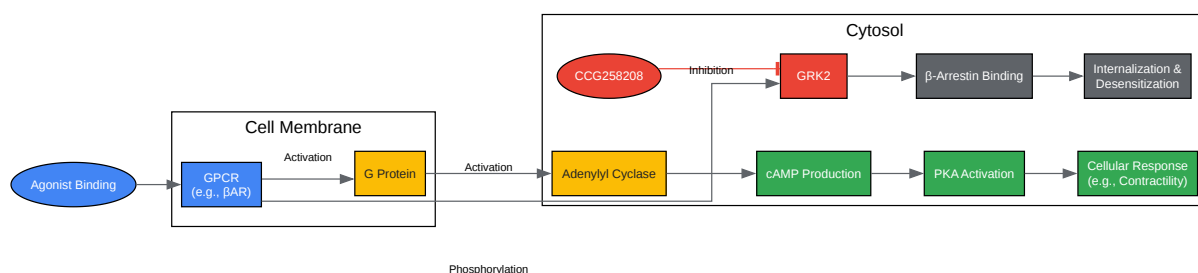 Cytosol
CCG258208
Inhibition
GRK2
β-Arrestin Binding
Internalization &
Desensitization
Cell Membrane
Agonist Binding
GPCR
(e.g., βAR)
Activation
G Protein
Activation
Adenylyl Cyclase
cAMP Production
PKA Activation
Cellular Response
(e.g., Contractility)
Phosphorylation